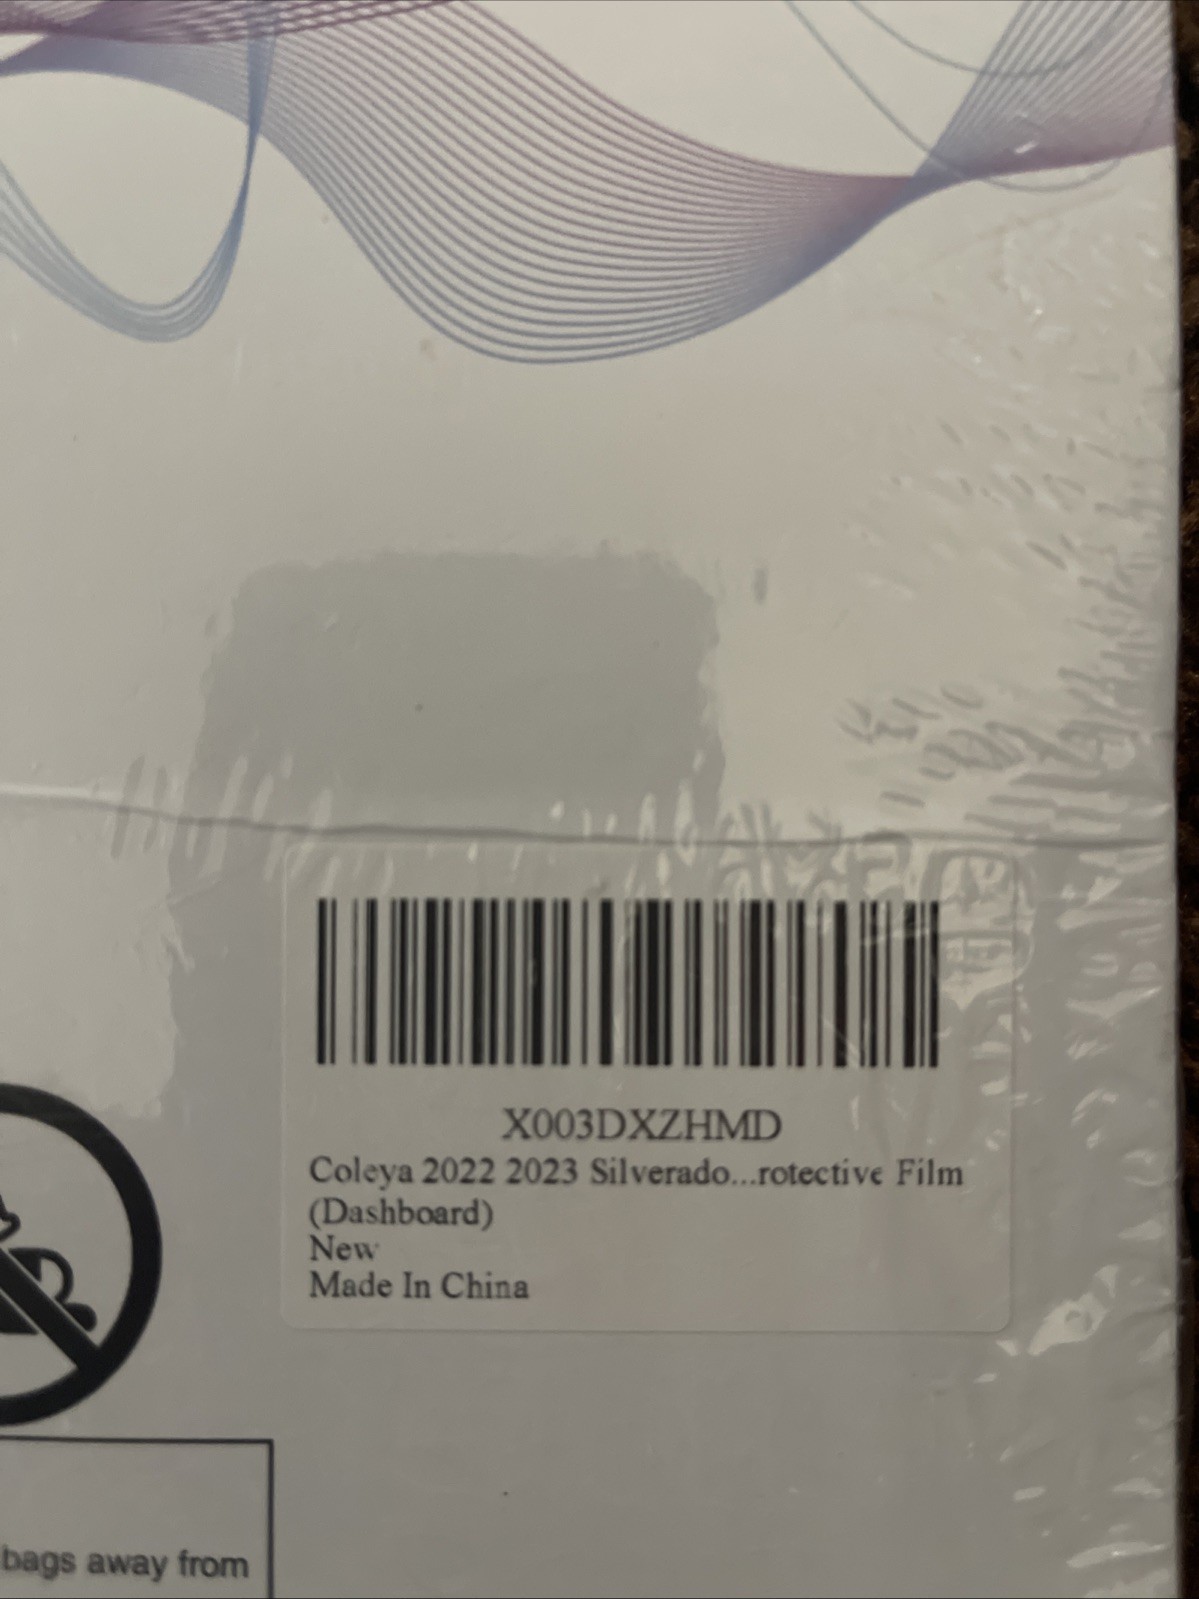 X003DXZHMD
Coleya 2022 2023 Silverado...rotective Film
(Dashboard)
New
Made In China
bags away from